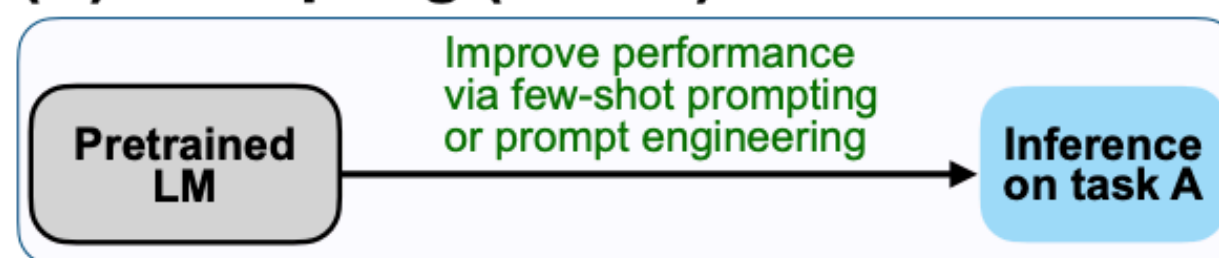 Improve performance
via few-shot prompting
or prompt engineering
Pretrained
LM
Inference
on task A